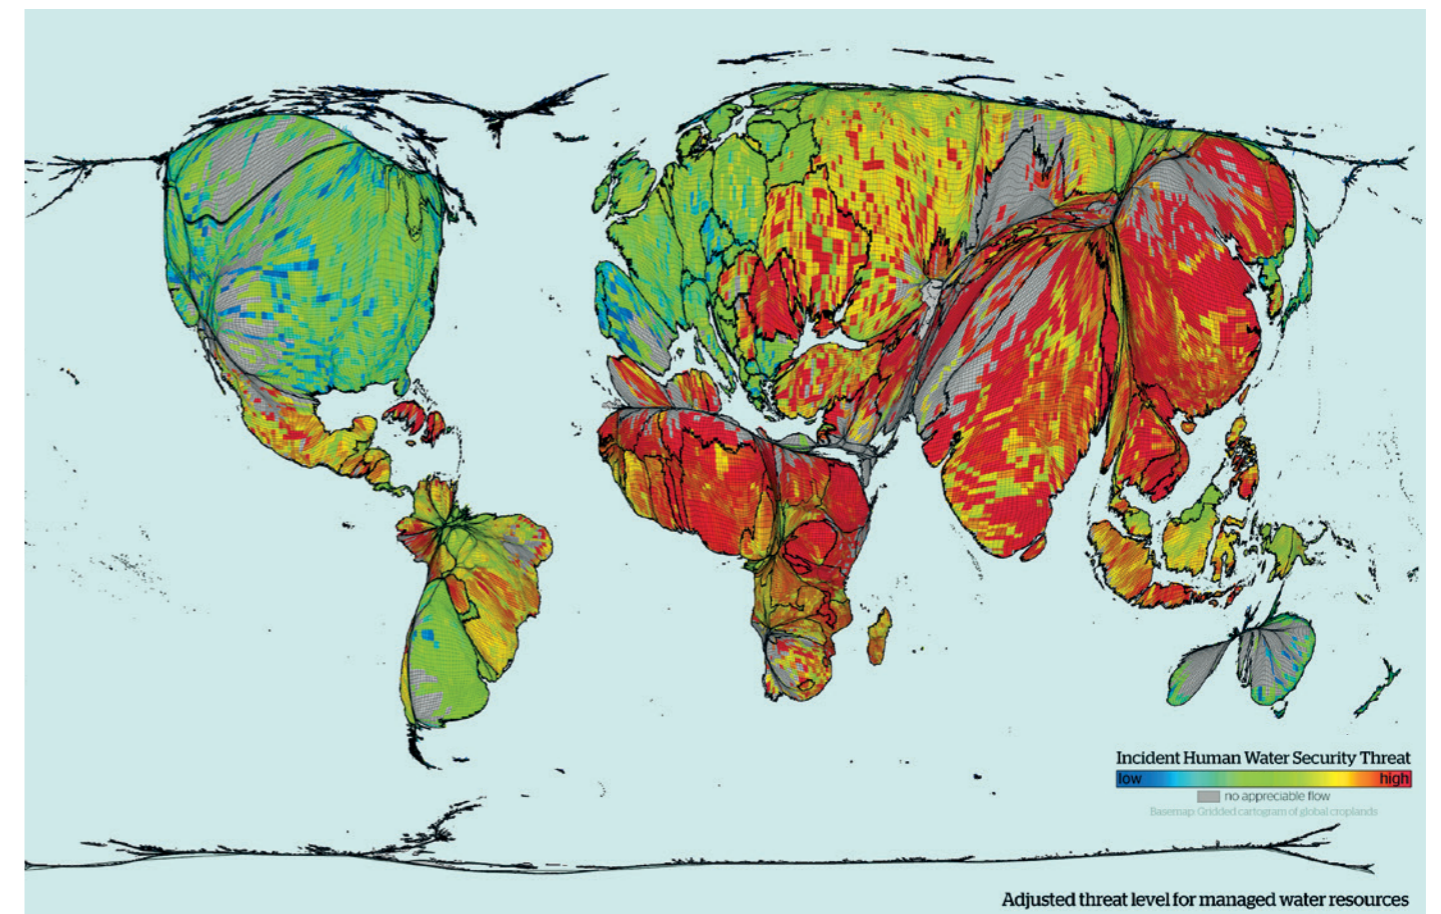 Incident Human Water Security Threat
low high
no appreciable flow
Basemap: Gridded cartogram of global croplands
Adjusted threat level for managed water resources